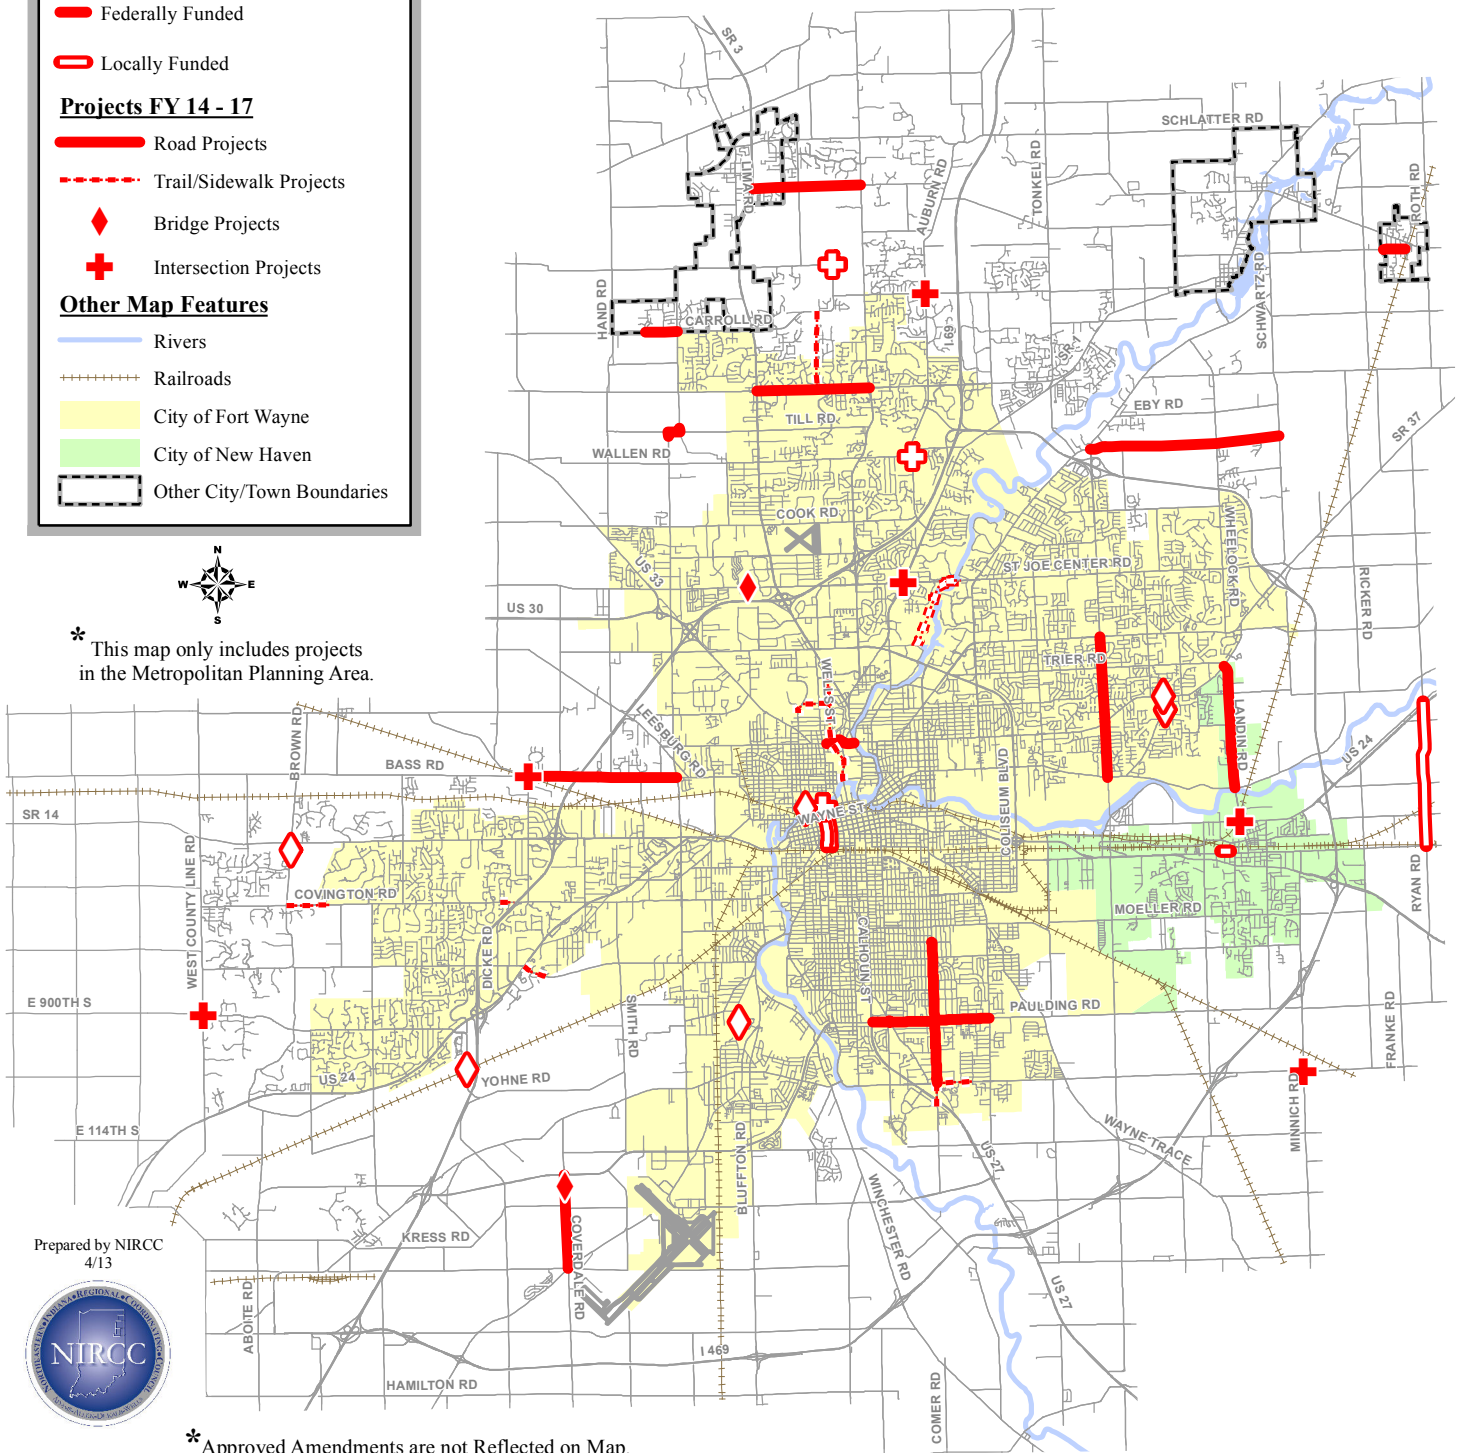 Federally Funded
Locally Funded
Projects FY 14 - 17
Road Projects
Trail/Sidewalk Projects
Bridge Projects
Intersection Projects
Other Map Features
Rivers
Railroads
City of Fort Wayne
City of New Haven
Other City/Town Boundaries
N
W E
S
* This map only includes projects
in the Metropolitan Planning Area.
SR 3
SCHLATTER RD
LIMA RD
AUBURN RD
TONKEL RD
ROTH RD
SCHWARTZ RD
HAND RD
CARROLL RD
I 69
SR 1
TILL RD
EBY RD
SR 37
WALLEN RD
COOK RD
WHEELOCK RD
US 33
ST JOE CENTER RD
RICKER RD
US 30
TRIER RD
WELLS ST
LEESBURG RD
LANDIN RD
BROWN RD
BASS RD
US 24
COLISEUM BLVD
SR 14
WAYNE ST
WEST COUNTY LINE RD
COVINGTON RD
RYAN RD
MOELLER RD
DICKE RD
CALHOUN ST
E 900TH S
PAULDING RD
SMITH RD
FRANKE RD
US 24
YOHNE RD
MINNICH RD
E 114TH S
BLUFFTON RD
WAYNE TRACE
US 27
WINCHESTER RD
KRESS RD
COVERDALE RD
US 27
ABOITE RD
I 469
HAMILTON RD
COMER RD
Prepared by NIRCC
4/13
NORTHEASTERN INDIANA REGIONAL COORDINATING COUNCIL
NIRCC
*Approved Amendments are not Reflected on Map.